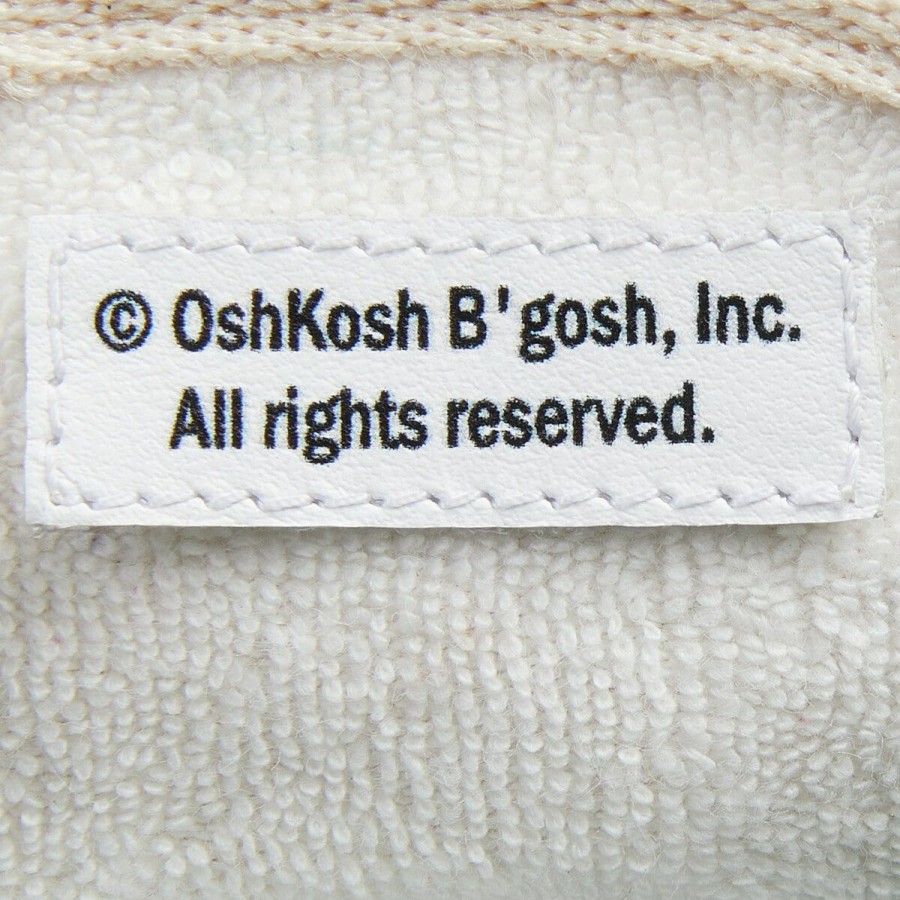 © OshKosh B'gosh, Inc.
All rights reserved.